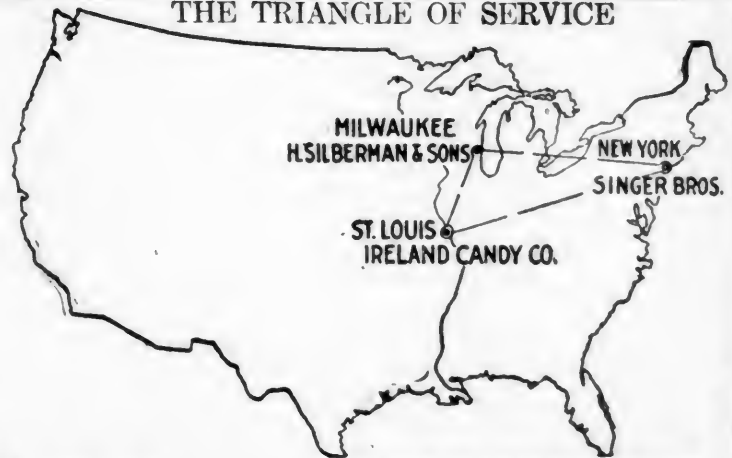 THE TRIANGLE OF SERVICE
MILWAUKEE
H. SILBERMAN & SONS
NEW YORK
SINGER BROS.
ST. LOUIS
IRELAND CANDY CO.